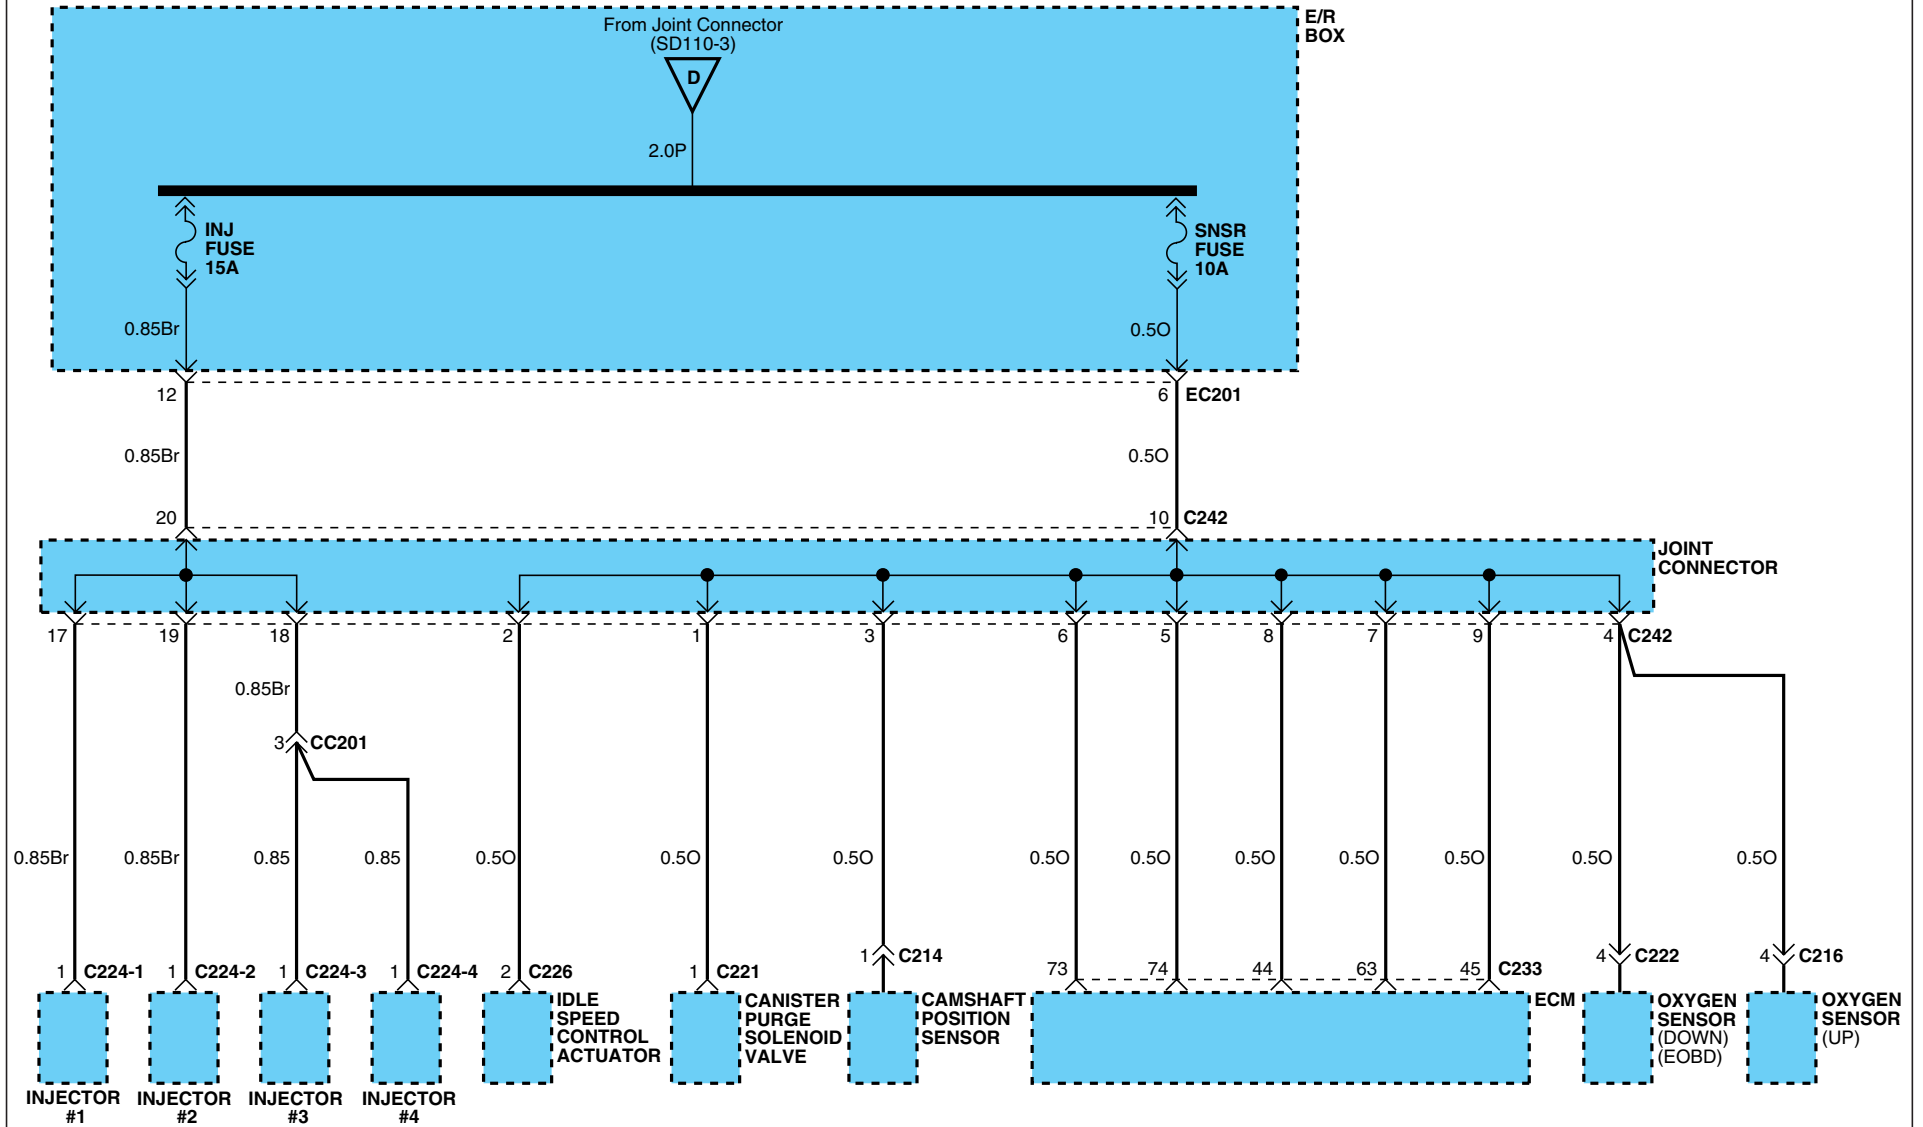 From Joint Connector
(SD110-3)
E/R
BOX
D
2.0P
INJ
FUSE
15A
SNSR
FUSE
10A
0.85Br
0.5O
12
6
EC201
0.85Br
0.5O
20
10
C242
JOINT
CONNECTOR
17
19
18
2
1
3
6
5
8
7
9
4
C242
0.85Br
3
CC201
0.85Br
0.85Br
0.85
0.85
0.5O
0.5O
0.5O
0.5O
0.5O
0.5O
0.5O
0.5O
0.5O
0.5O
1
C214
4
C222
4
C216
1
C224-1
1
C224-2
1
C224-3
1
C224-4
2
C226
1
C221
73
74
44
63
45
C233
IDLE
SPEED
CONTROL
ACTUATOR
CANISTER
PURGE
SOLENOID
VALVE
CAMSHAFT
POSITION
SENSOR
ECM
OXYGEN
SENSOR
(DOWN)
(EOBD)
OXYGEN
SENSOR
(UP)
INJECTOR
#1
INJECTOR
#2
INJECTOR
#3
INJECTOR
#4